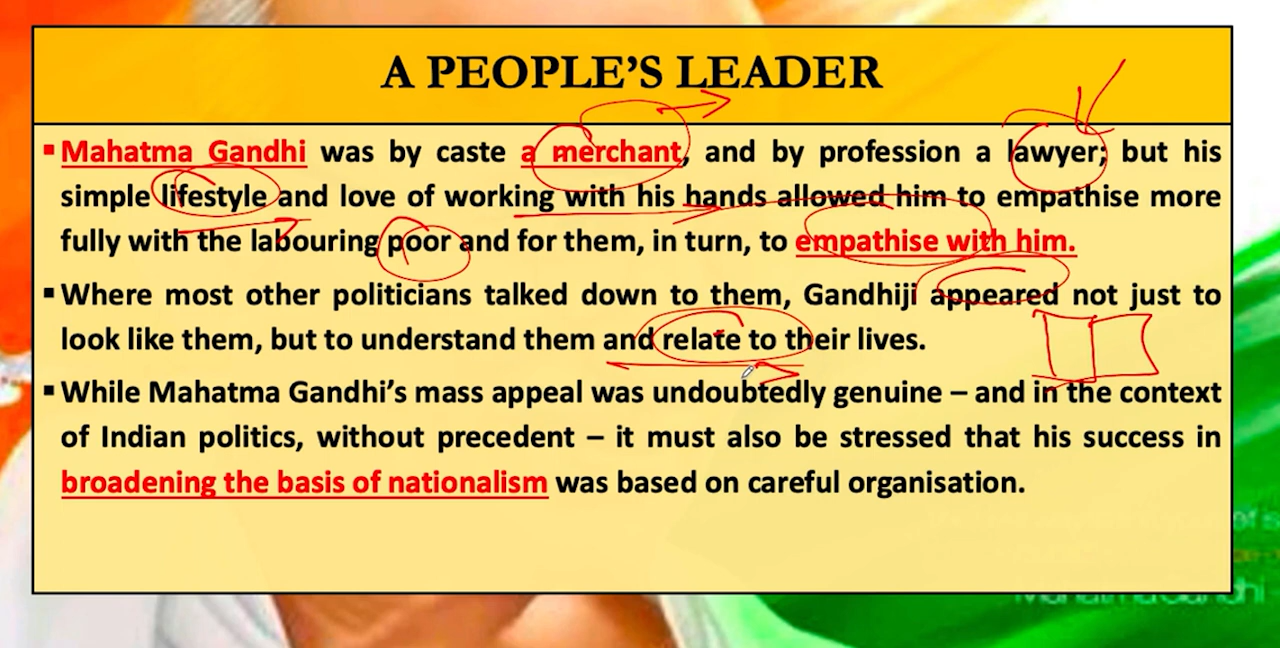 A PEOPLE'S LEADER
▪ Mahatma Gandhi was by caste a merchant, and by profession a lawyer; but his
simple lifestyle and love of working with his hands allowed him to empathise more
fully with the labouring poor and for them, in turn, to empathise with him.
▪ Where most other politicians talked down to them, Gandhiji appeared not just to
look like them, but to understand them and relate to their lives.
▪ While Mahatma Gandhi's mass appeal was undoubtedly genuine – and in the context
of Indian politics, without precedent – it must also be stressed that his success in
broadening the basis of nationalism was based on careful organisation.
Mahatma Gandhi